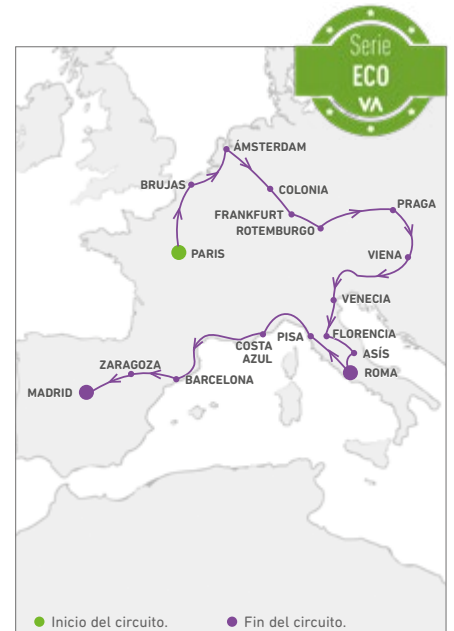 Serie
ECO
VA
ÁMSTERDAM
BRUJAS
COLONIA
FRANKFURT
PRAGA
ROTEMBURGO
PARIS
VIENA
VENECIA
COSTA
AZUL
PISA
FLORENCIA
ASÍS
ZARAGOZA
ROMA
BARCELONA
MADRID
Inicio del circuito.
Fin del circuito.